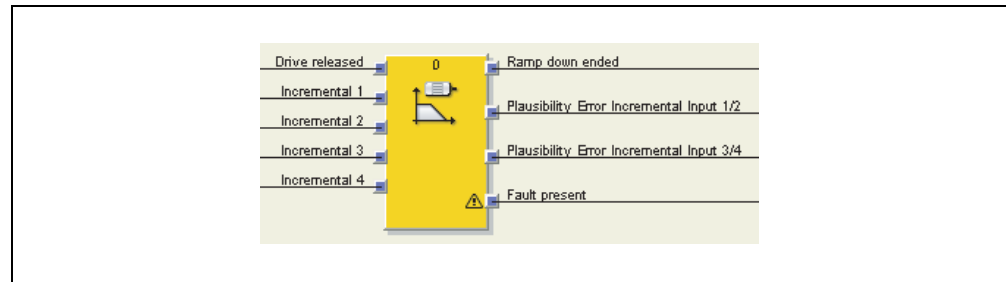 Drive released
0
Ramp down ended
Incremental 1
Plausibility Error Incremental Input 1/2
Incremental 2
Incremental 3
Plausibility Error Incremental Input 3/4
Incremental 4
Fault present